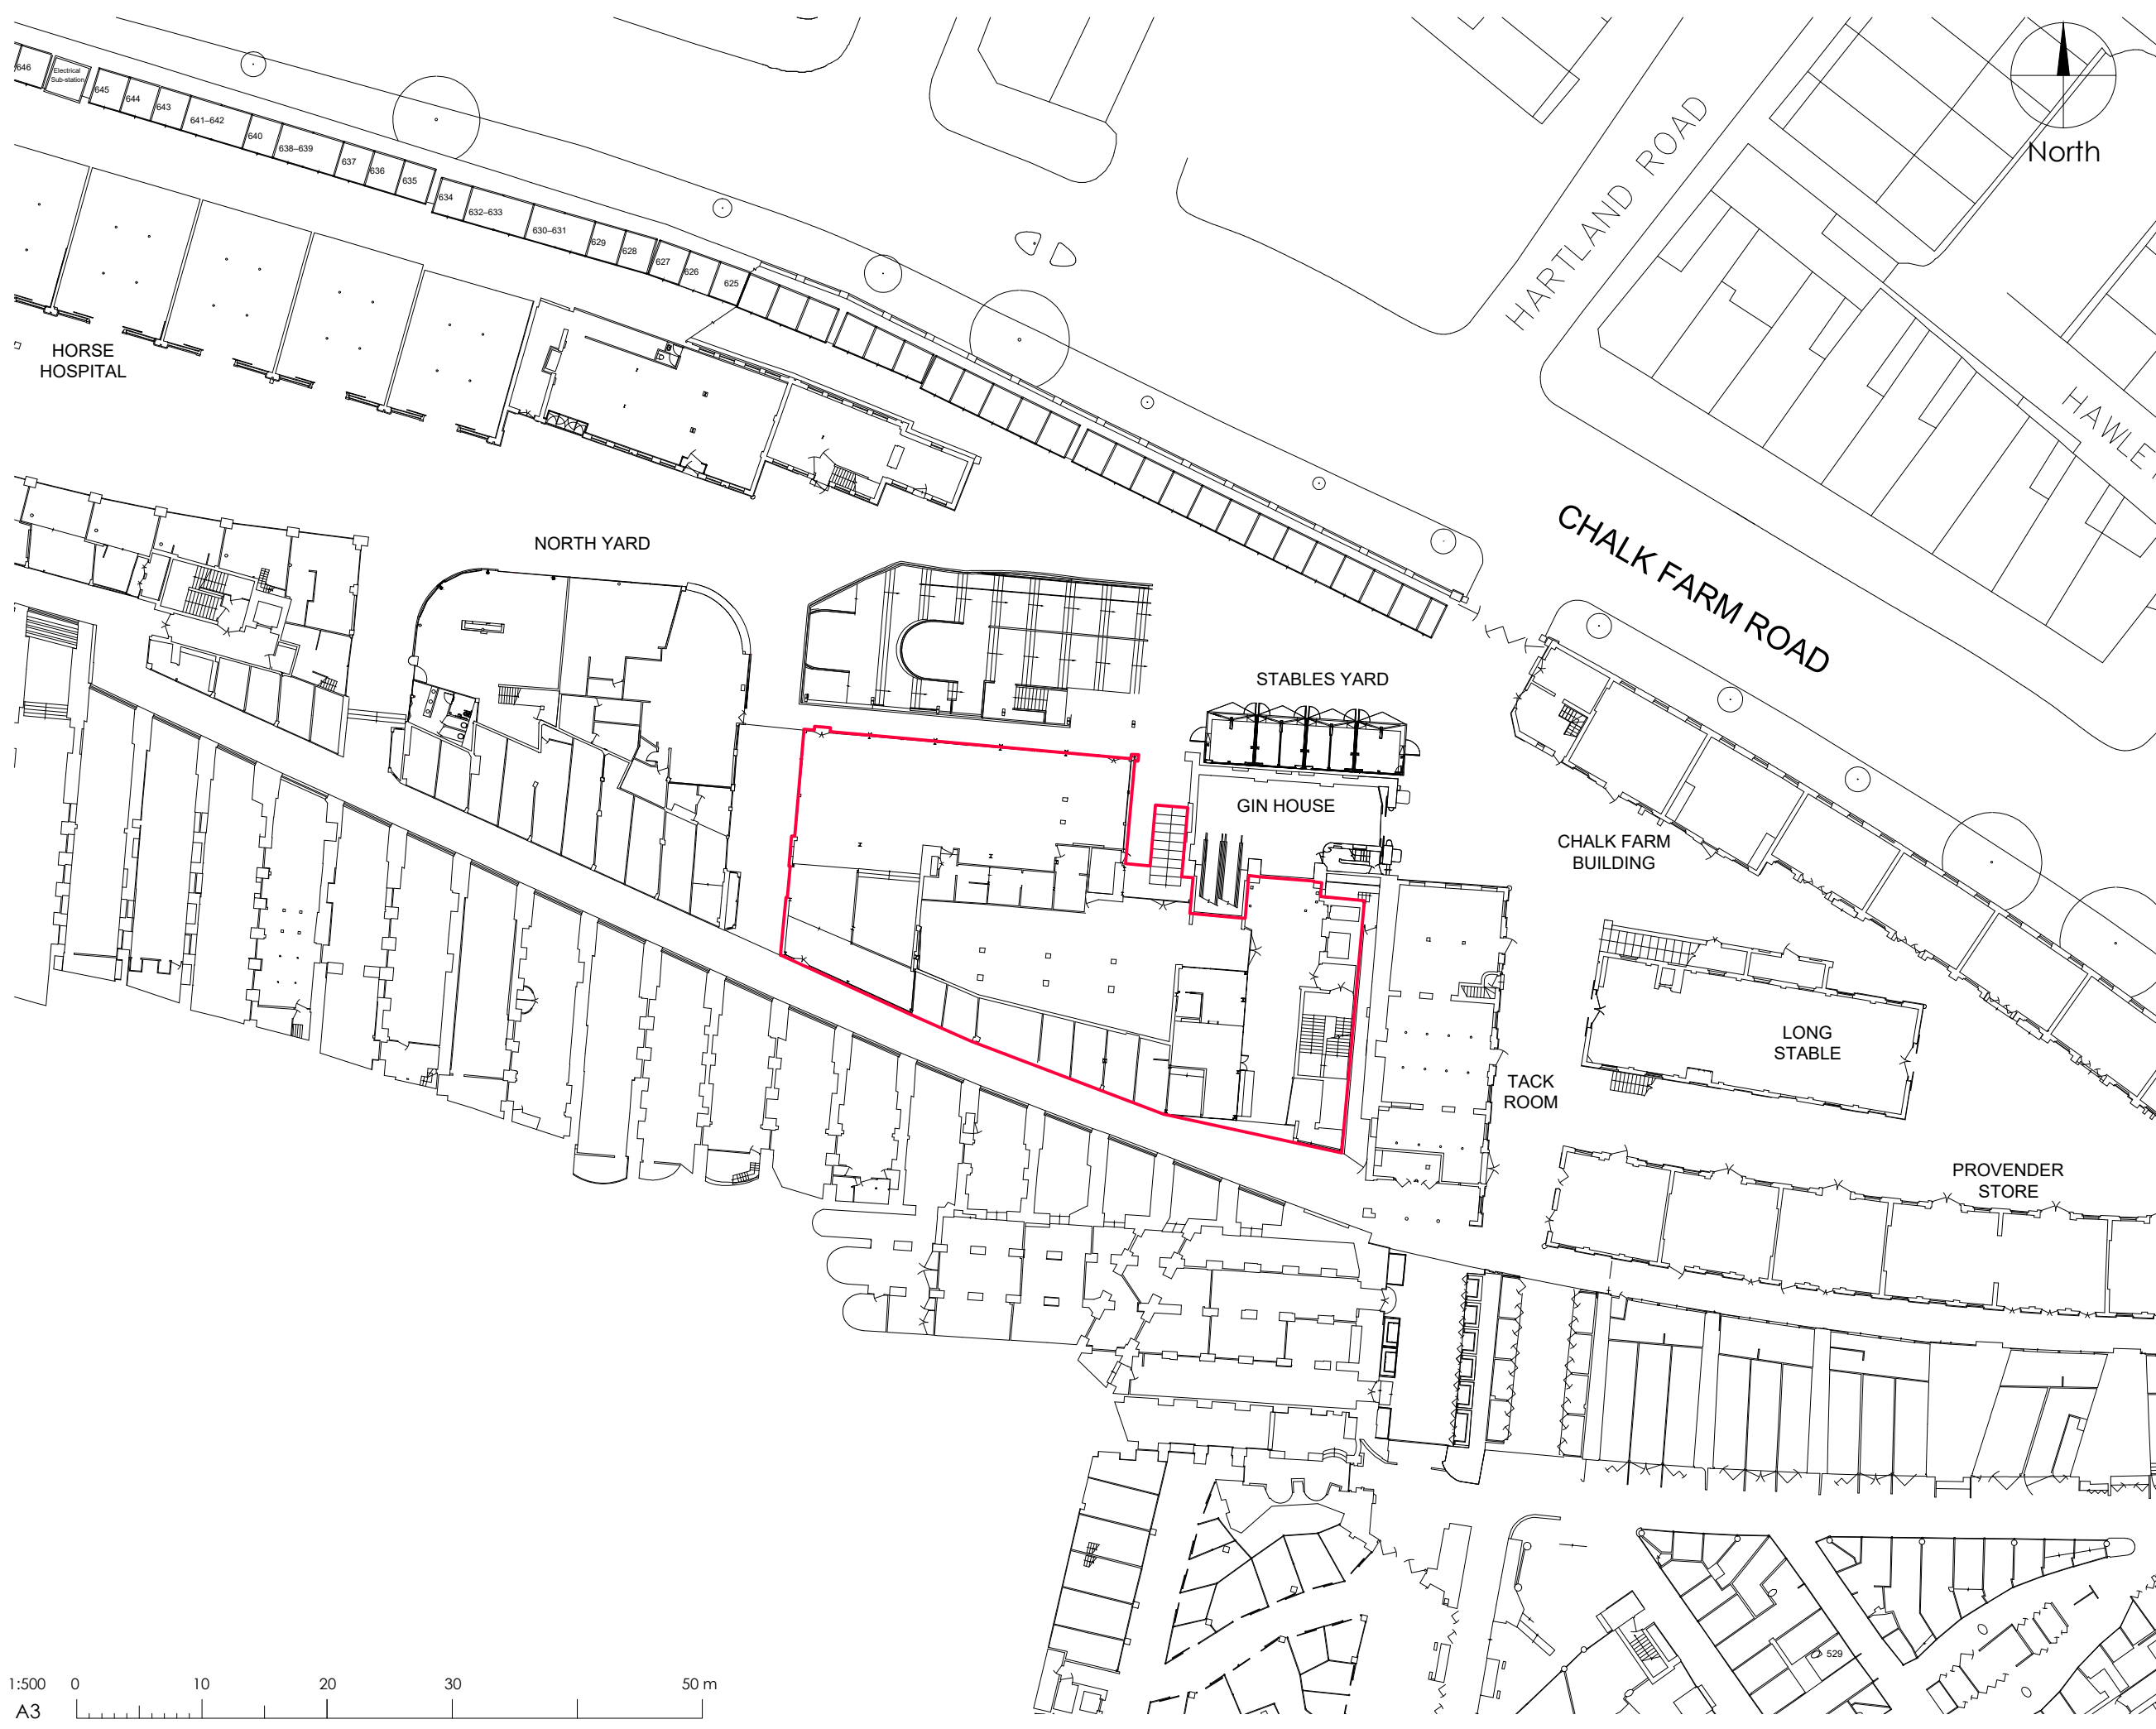 646
Electrical
Sub-station
645
644
643
641–642
640
638–639
637
636
635
634
632–633
630–631
629
628
627
626
625
HARTLAND ROAD
North
HAWLE
HORSE
HOSPITAL
NORTH YARD
CHALK FARM ROAD
STABLES YARD
GIN HOUSE
CHALK FARM
BUILDING
LONG
STABLE
TACK
ROOM
PROVENDER
STORE
529
1:500 0 10 20 30 50 m
A3